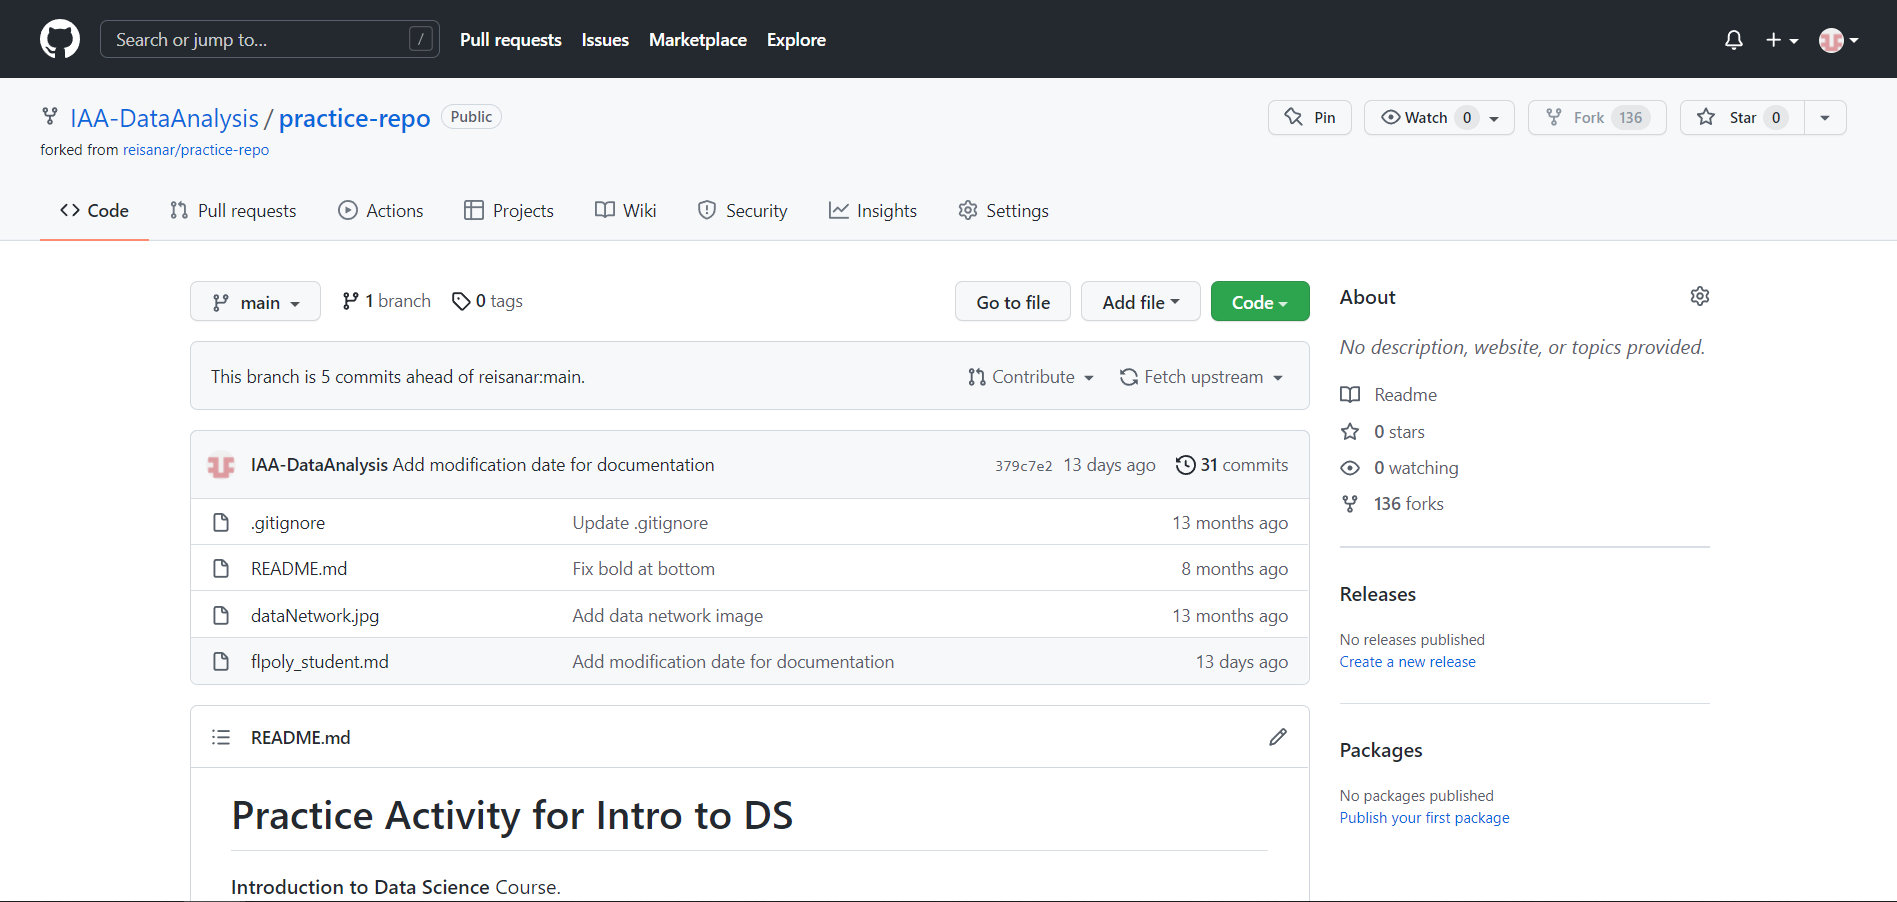 Search or jump to... /
Pull requests Issues Marketplace Explore
IAA-DataAnalysis / practice-repo Public
forked from reisanar/practice-repo
Pin Watch 0 Fork 136 Star 0
Code Pull requests Actions Projects Wiki Security Insights Settings
main 1 branch 0 tags Go to file Add file Code
This branch is 5 commits ahead of reisanar:main. Contribute Fetch upstream
IAA-DataAnalysis Add modification date for documentation 379c7e2 13 days ago 31 commits
.gitignore Update .gitignore 13 months ago
README.md Fix bold at bottom 8 months ago
dataNetwork.jpg Add data network image 13 months ago
flpoly_student.md Add modification date for documentation 13 days ago
README.md
Practice Activity for Intro to DS
Introduction to Data Science Course.
About
No description, website, or topics provided.
Readme
0 stars
0 watching
136 forks
Releases
No releases published
Create a new release
Packages
No packages published
Publish your first package